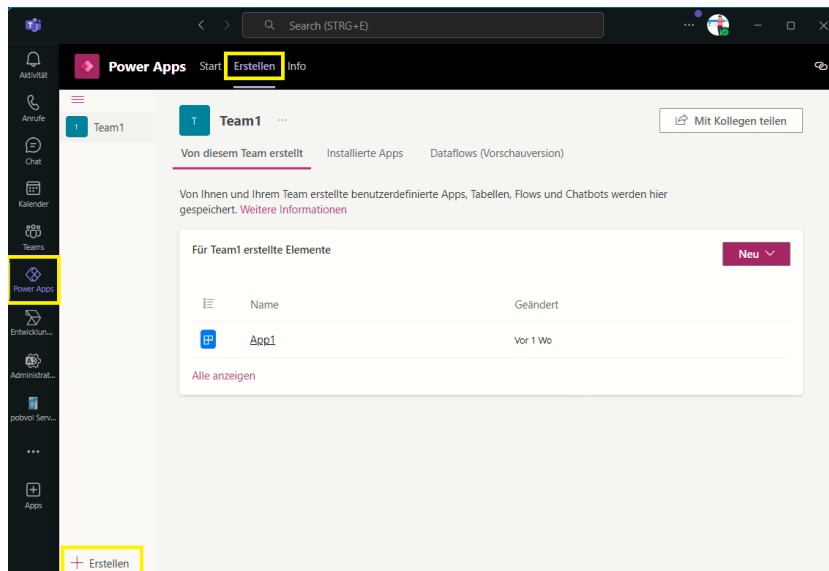 Search (STRG+E)
Aktivität
Anrufe
Chat
Kalender
Teams
Power Apps
Entwicklun...
Administrat...
pobvol Serv...
Apps
Power Apps Start Erstellen Info
T Team1
+ Erstellen
T Team1 ...
Mit Kollegen teilen
Von diesem Team erstellt Installierte Apps Dataflows (Vorschauversion)
Von Ihnen und Ihrem Team erstellte benutzerdefinierte Apps, Tabellen, Flows und Chatbots werden hier
gespeichert. Weitere Informationen
Für Team1 erstellte Elemente
Neu
Name Geändert
App1 Vor 1 Wo
Alle anzeigen